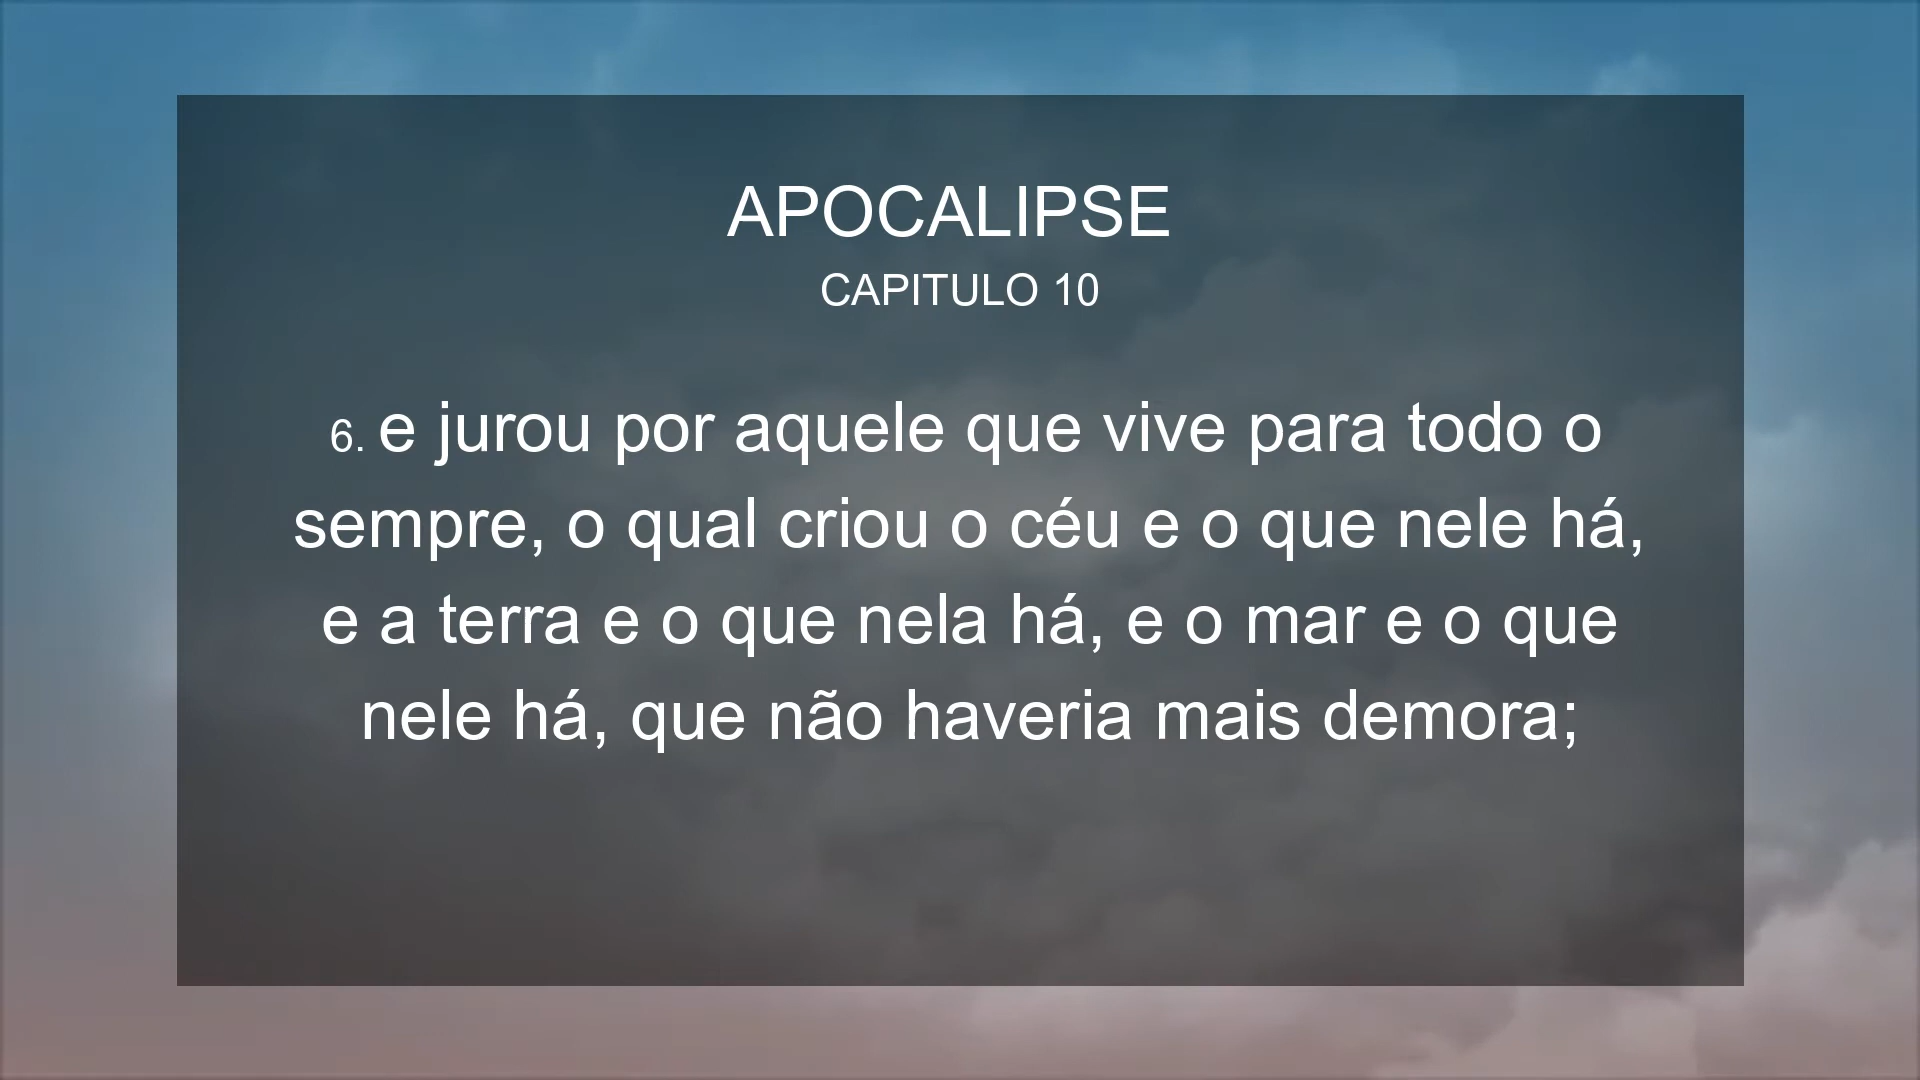 APOCALIPSE
CAPITULO 10
6. e jurou por aquele que vive para todo o
sempre, o qual criou o céu e o que nele há,
e a terra e o que nela há, e o mar e o que
nele há, que não haveria mais demora;